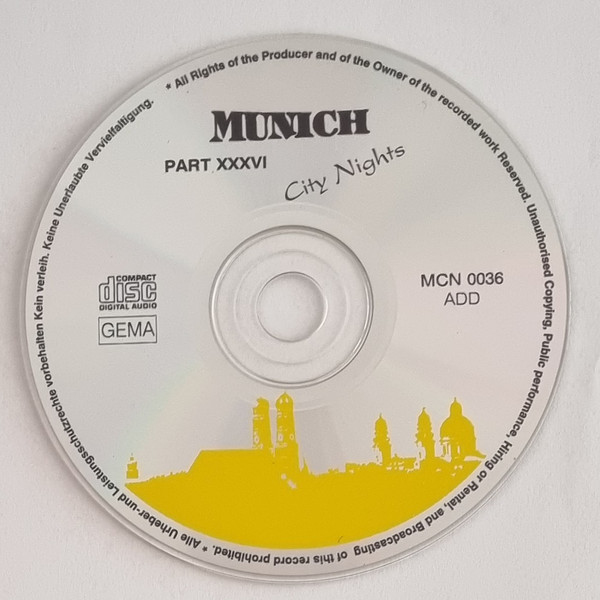 * All Rights of the Producer and of the Owner of the recorded work Reserved. Unauthorised Copying, Public performance, Hiring or Rental, and Broadcasting of this record prohibited.
* Alle Urheber-und Leistungsschutzrechte vorbehalten Kein verleih. Keine Unerlaubte Vervielfaltigung.
MUNICH
PART XXXVI
City Nights
COMPACT
disc
DIGITAL AUDIO
GEMA
MCN 0036
ADD